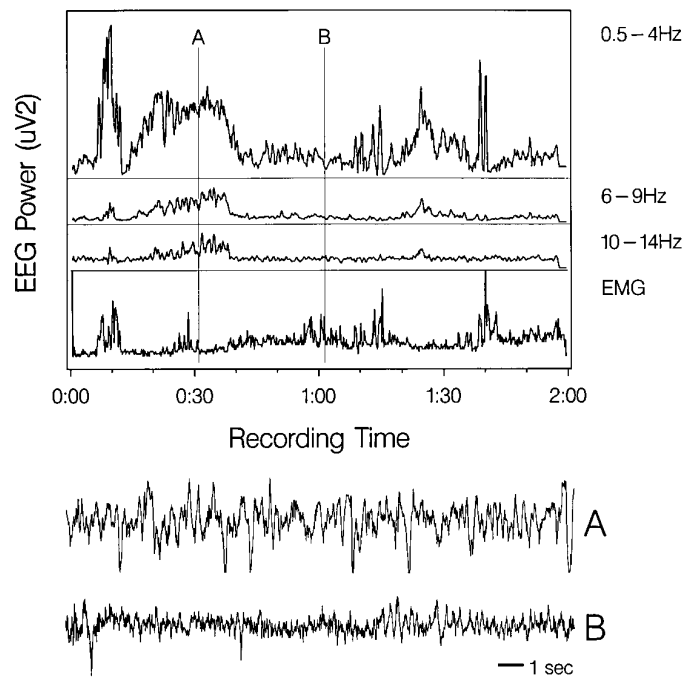 A B
0.5–4Hz
EEG Power (uV2)
6–9Hz
10–14Hz
EMG
0:00 0:30 1:00 1:30 2:00
Recording Time
A
B
1 sec